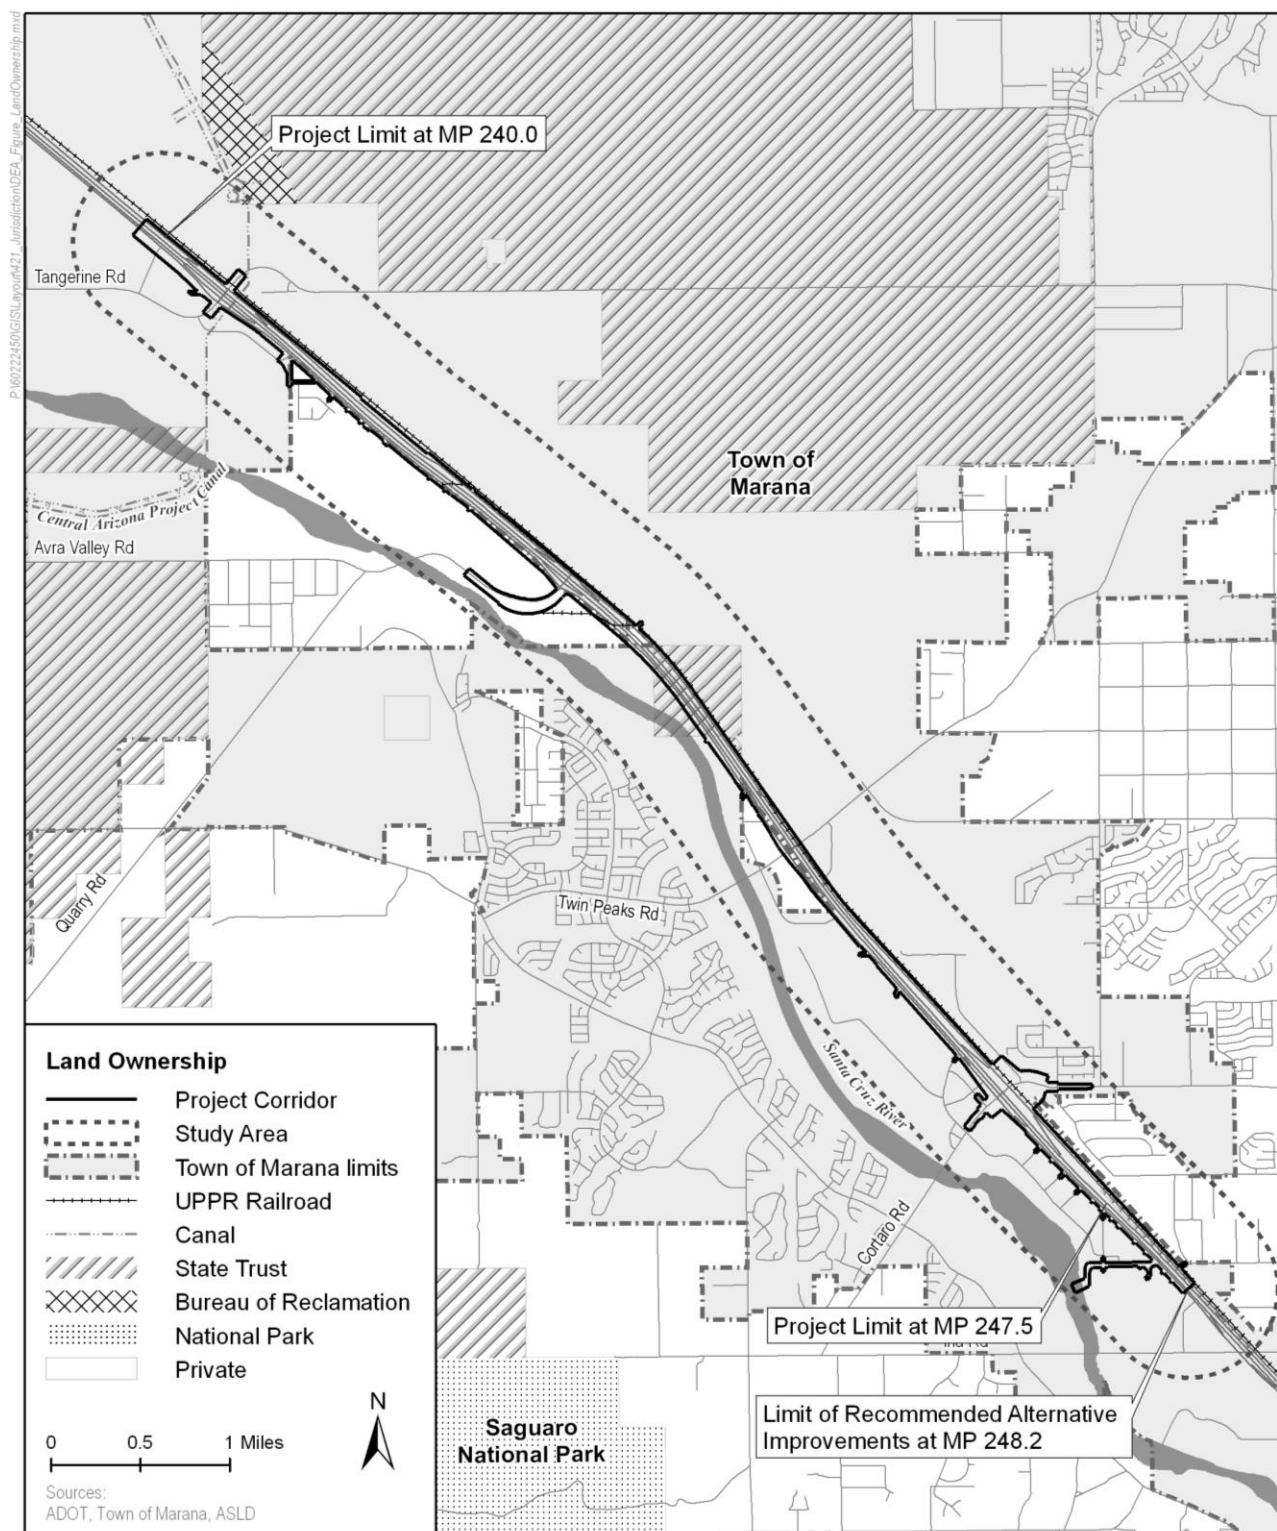 P:\60222450\GIS\Layout\421_Jurisdiction\DEA_Figure_LandOwnership.mxd
Project Limit at MP 240.0
Tangerine Rd
Town of
Marana
Central Arizona Project Canal
Avra Valley Rd
Quarry Rd
Twin Peaks Rd
Santa Cruz River
Cortaro Rd
Project Limit at MP 247.5
Limit of Recommended Alternative
Improvements at MP 248.2
Saguaro
National Park
Land Ownership
Project Corridor
Study Area
Town of Marana limits
UPPR Railroad
Canal
State Trust
Bureau of Reclamation
National Park
Private
N
0 0.5 1 Miles
Sources:
ADOT, Town of Marana, ASLD